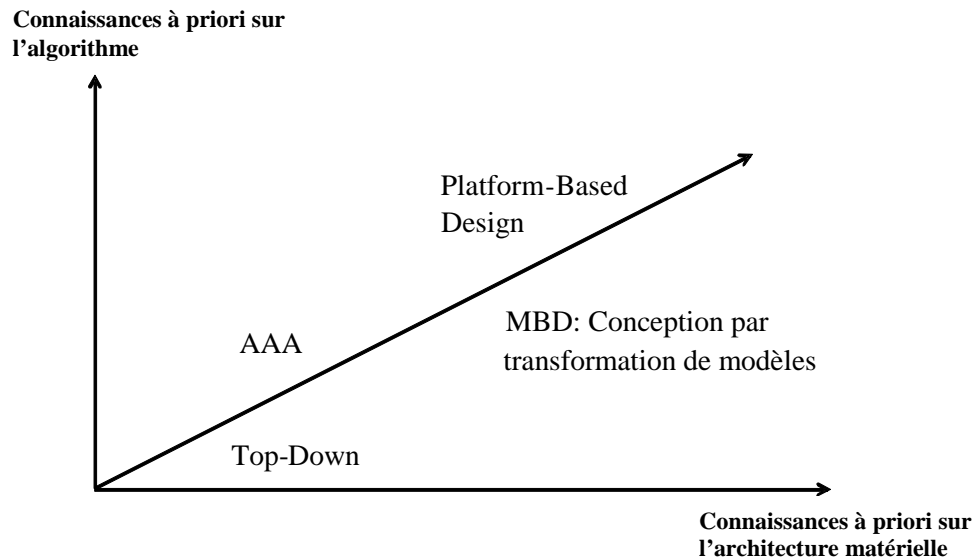 Connaissances à priori sur
l’algorithme
Platform-Based
Design
MBD: Conception par
transformation de modèles
AAA
Top-Down
Connaissances à priori sur
l’architecture matérielle